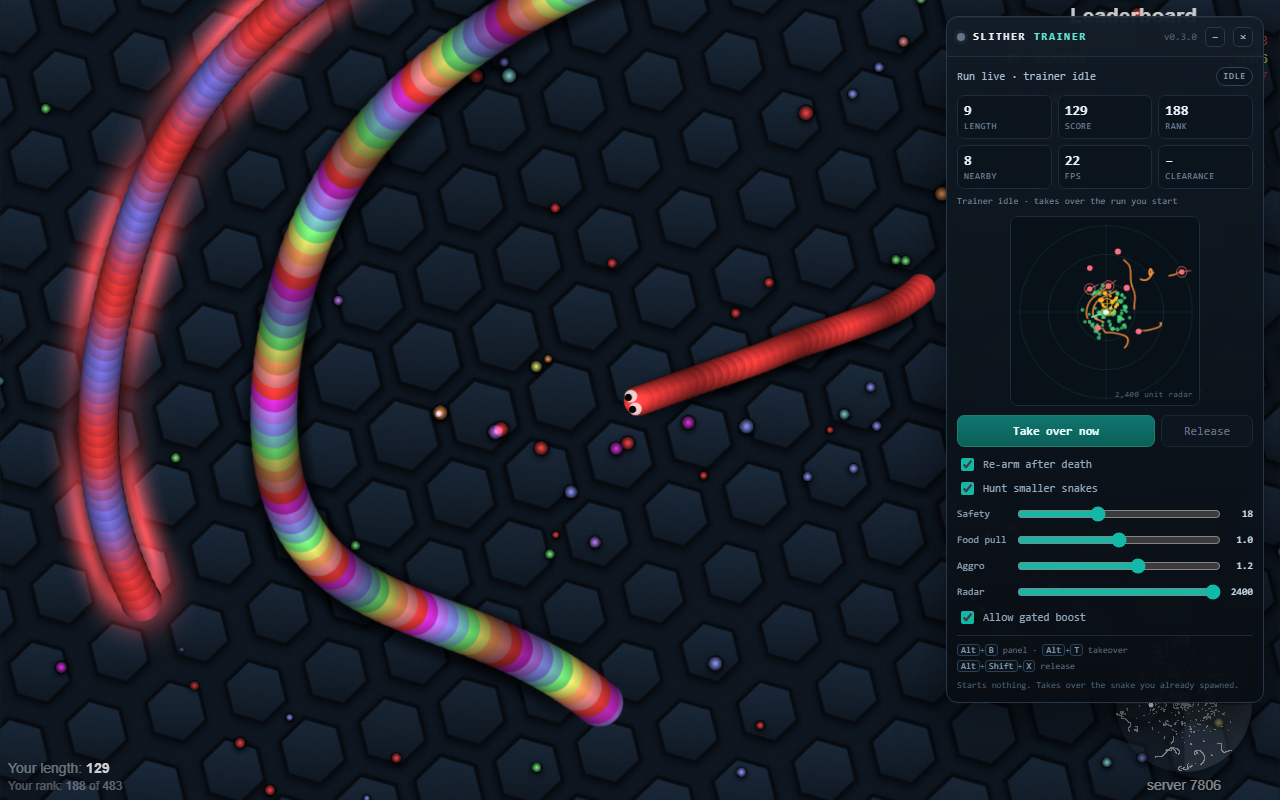 Leaderboard
SLITHER TRAINER v0.3.0 – ×
Run live · trainer idle IDLE
9 129 188
LENGTH SCORE RANK
8 22 –
NEARBY FPS CLEARANCE
Trainer idle · takes over the run you start
2,400 unit radar
Take over now Release
Re-arm after death
Hunt smaller snakes
Safety 18
Food pull 1.0
Aggro 1.2
Radar 2400
Allow gated boost
Alt+B panel · Alt+T takeover
Alt+Shift+X release
Starts nothing. Takes over the snake you already spawned.
Your length: 129
Your rank: 188 of 483
server 7806